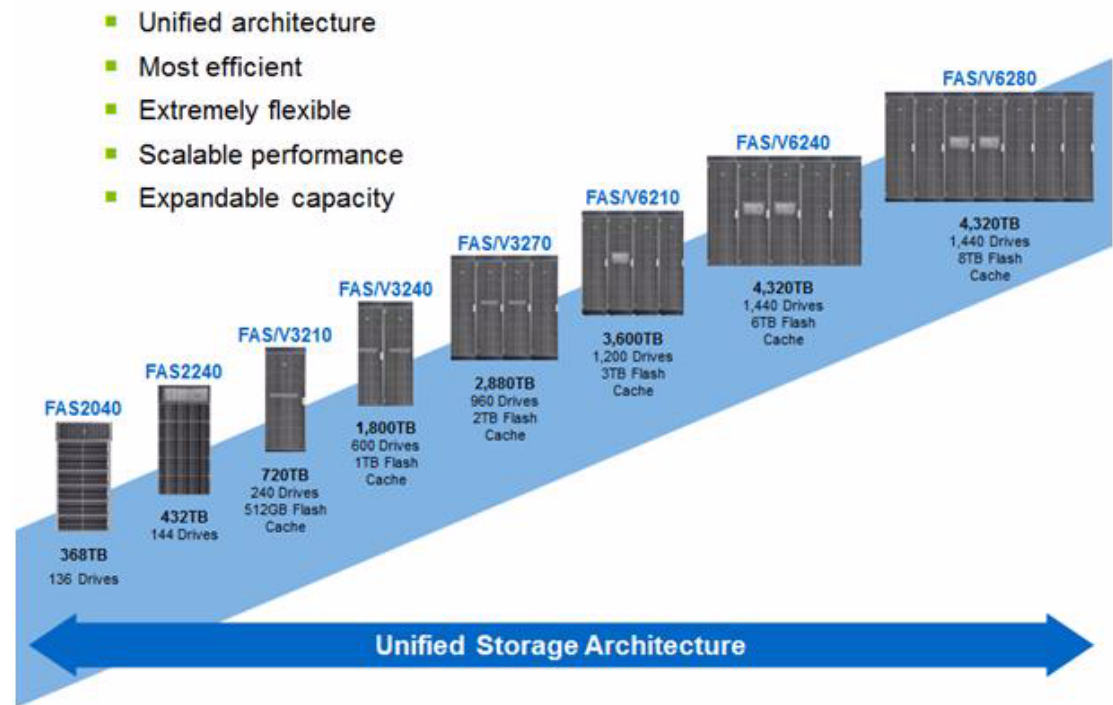 Unified architecture
Most efficient
Extremely flexible
Scalable performance
Expandable capacity
FAS2040
368TB
136 Drives
FAS2240
432TB
144 Drives
FAS/V3210
720TB
240 Drives
512GB Flash
Cache
FAS/V3240
1,800TB
600 Drives
1TB Flash
Cache
FAS/V3270
2,880TB
960 Drives
2TB Flash
Cache
FAS/V6210
3,600TB
1,200 Drives
3TB Flash
Cache
FAS/V6240
4,320TB
1,440 Drives
6TB Flash
Cache
FAS/V6280
4,320TB
1,440 Drives
8TB Flash
Cache
Unified Storage Architecture